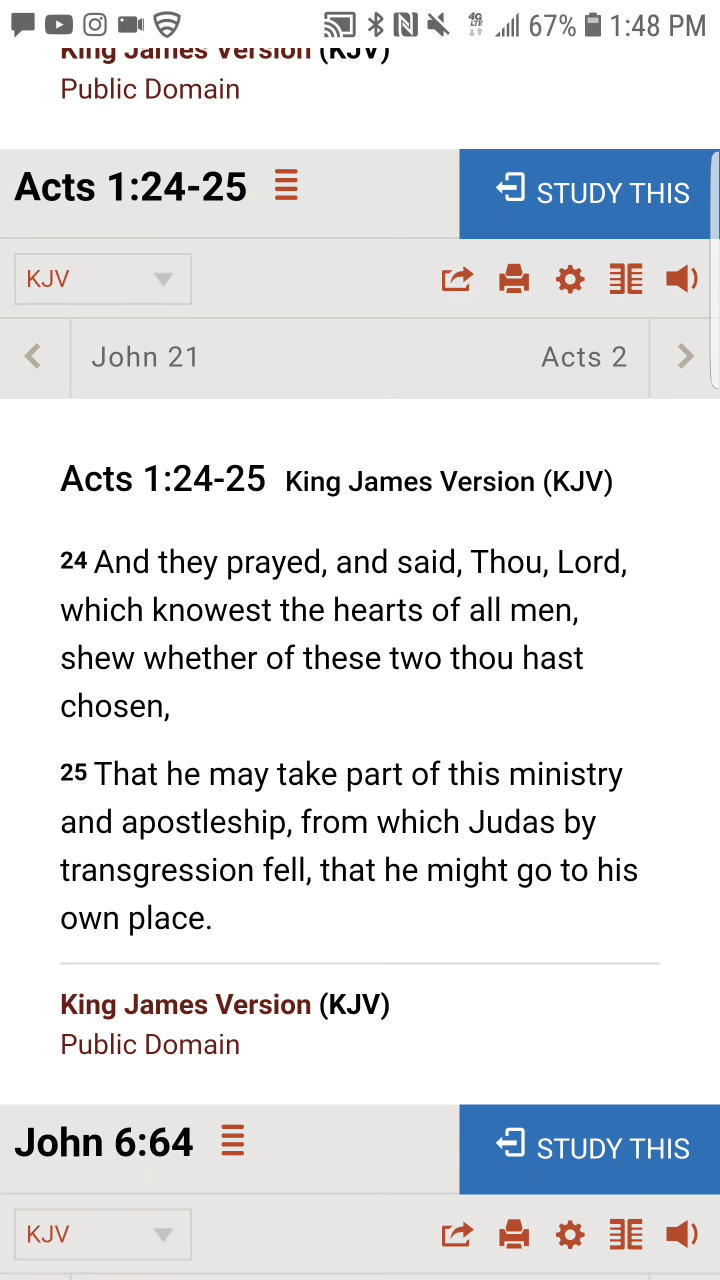 67% 1:48 PM
King James Version (KJV)
Public Domain
Acts 1:24-25
STUDY THIS
KJV
John 21
Acts 2
Acts 1:24-25 King James Version (KJV)
24 And they prayed, and said, Thou, Lord,
which knowest the hearts of all men,
shew whether of these two thou hast
chosen,
25 That he may take part of this ministry
and apostleship, from which Judas by
transgression fell, that he might go to his
own place.
King James Version (KJV)
Public Domain
John 6:64
STUDY THIS
KJV